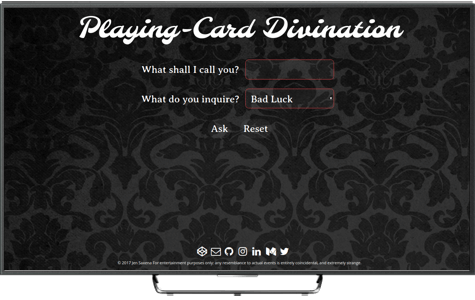 Playing-Card Divination
What shall I call you?
What do you inquire? Bad Luck
Ask Reset
© 2017 Jen Saveno For entertainment purposes only; any resemblance to actual events is entirely coincidental, and extremely strange.